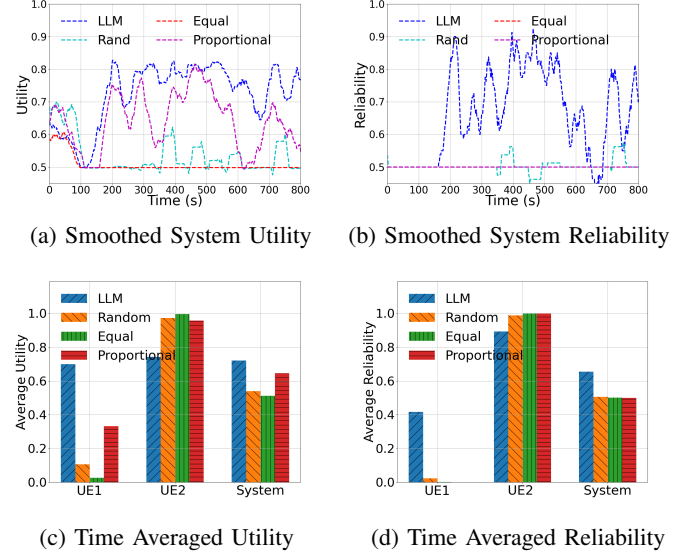 LLM
Rand
Equal
Proportional
Utility
1.0
0.9
0.8
0.7
0.6
0.5
0 100 200 300 400 500 600 700 800
Time (s)
(a) Smoothed System Utility
LLM
Rand
Equal
Proportional
Reliability
1.0
0.9
0.8
0.7
0.6
0.5
0 100 200 300 400 500 600 700 800
Time (s)
(b) Smoothed System Reliability
LLM
Random
Equal
Proportional
Average Utility
1.0
0.8
0.6
0.4
0.2
0.0
UE1 UE2 System
(c) Time Averaged Utility
LLM
Random
Equal
Proportional
Average Reliability
1.0
0.8
0.6
0.4
0.2
0.0
UE1 UE2 System
(d) Time Averaged Reliability